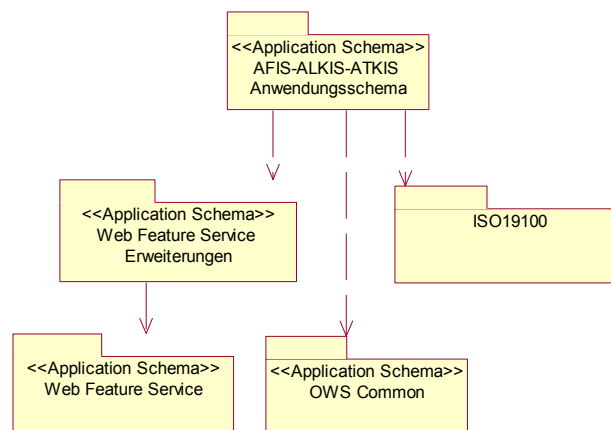 <<Application Schema>>
AFIS-ALKIS-ATKIS
Anwendungsschema
<<Application Schema>>
Web Feature Service
Erweiterungen
ISO19100
<<Application Schema>>
Web Feature Service
<<Application Schema>>
OWS Common